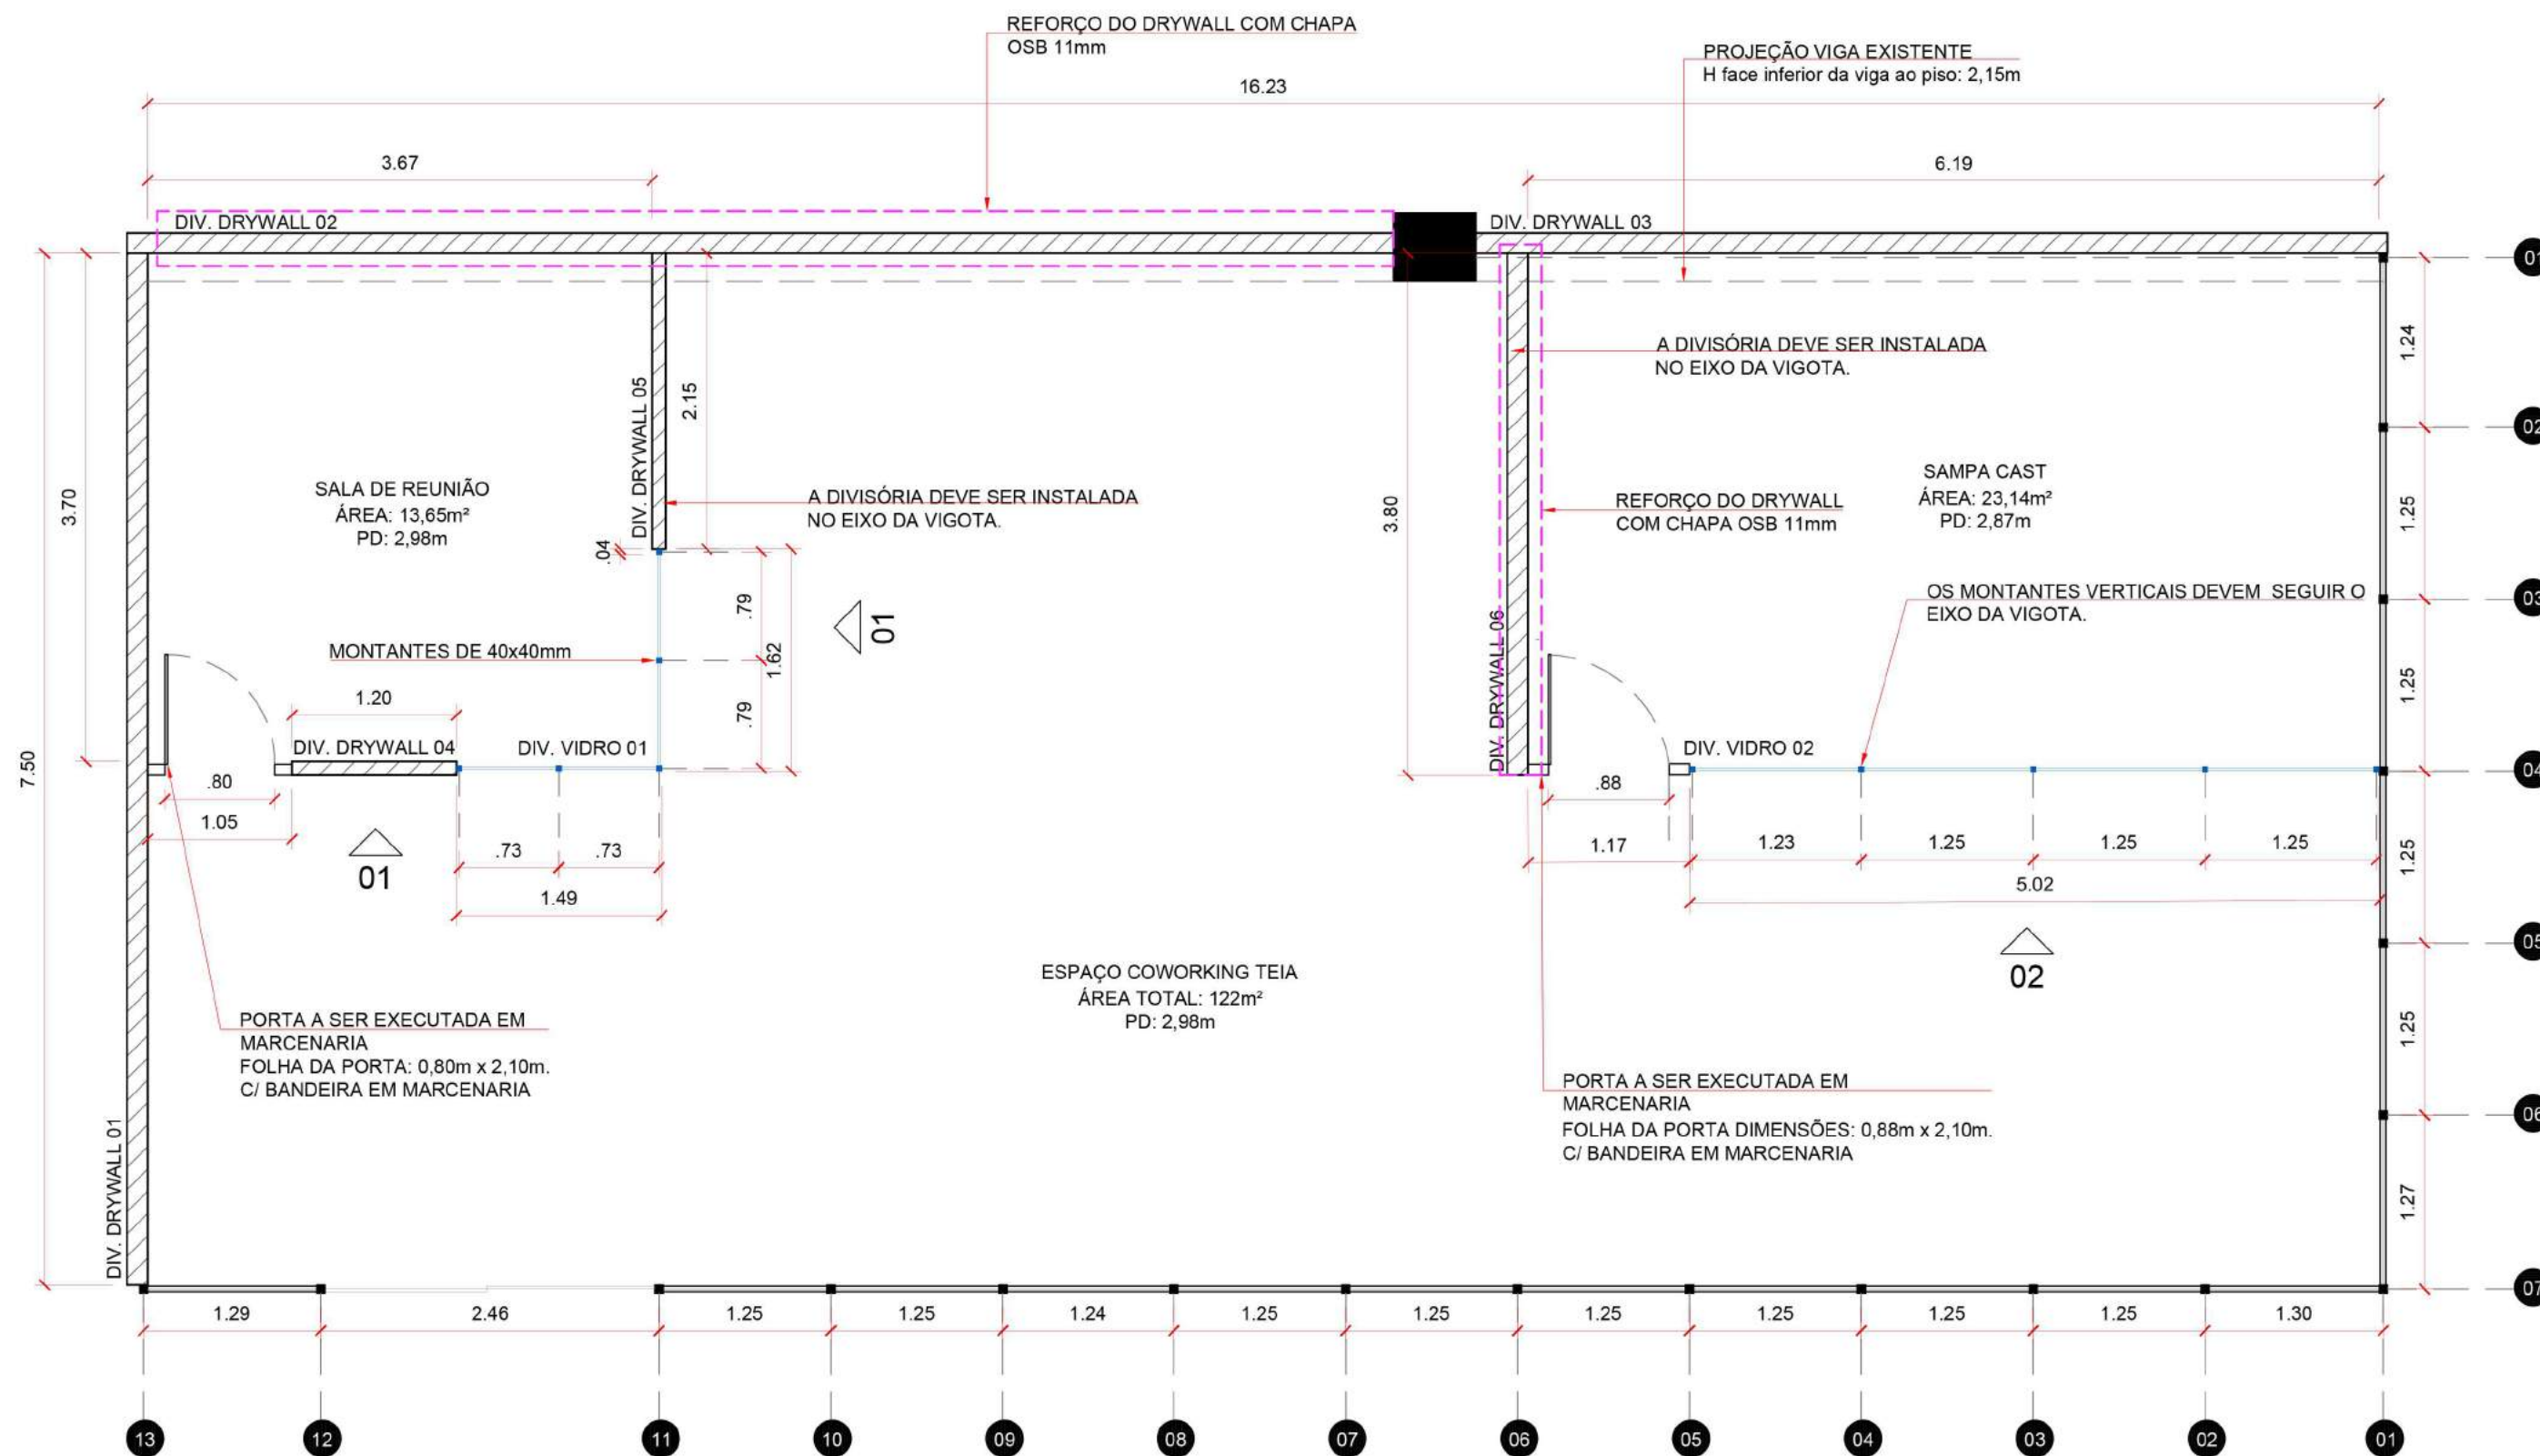 REFORÇO DO DRYWALL COM CHAPA
OSB 11mm
PROJEÇÃO VIGA EXISTENTE
H face inferior da viga ao piso: 2,15m
16.23
3.67
6.19
DIV. DRYWALL 02
DIV. DRYWALL 03
01
A DIVISÓRIA DEVE SER INSTALADA
NO EIXO DA VIGOTA.
1.24
DIV. DRYWALL 05
2.15
02
SALA DE REUNIÃO
ÁREA: 13,65m²
PD: 2,98m
3.70
A DIVISÓRIA DEVE SER INSTALADA
NO EIXO DA VIGOTA.
3.80
REFORÇO DO DRYWALL
COM CHAPA OSB 11mm
SAMPA CAST
ÁREA: 23,14m²
PD: 2,87m
1.25
.04
.79
1.62
.79
01
OS MONTANTES VERTICAIS DEVEM SEGUIR O
EIXO DA VIGOTA.
03
MONTANTES DE 40x40mm
1.25
1.20
DIV. DRYWALL 06
DIV. DRYWALL 04
DIV. VIDRO 01
DIV. VIDRO 02
04
7.50
.80
.88
1.05
.73
.73
1.17
1.23
1.25
1.25
1.25
1.25
01
1.49
5.02
05
02
ESPAÇO COWORKING TEIA
ÁREA TOTAL: 122m²
PD: 2,98m
1.25
PORTA A SER EXECUTADA EM
MARCENARIA
FOLHA DA PORTA: 0,80m x 2,10m.
C/ BANDEIRA EM MARCENARIA
PORTA A SER EXECUTADA EM
MARCENARIA
FOLHA DA PORTA DIMENSÕES: 0,88m x 2,10m.
C/ BANDEIRA EM MARCENARIA
06
DIV. DRYWALL 01
1.27
07
1.29
2.46
1.25
1.25
1.24
1.25
1.25
1.25
1.25
1.25
1.25
1.30
13
12
11
10
09
08
07
06
05
04
03
02
01